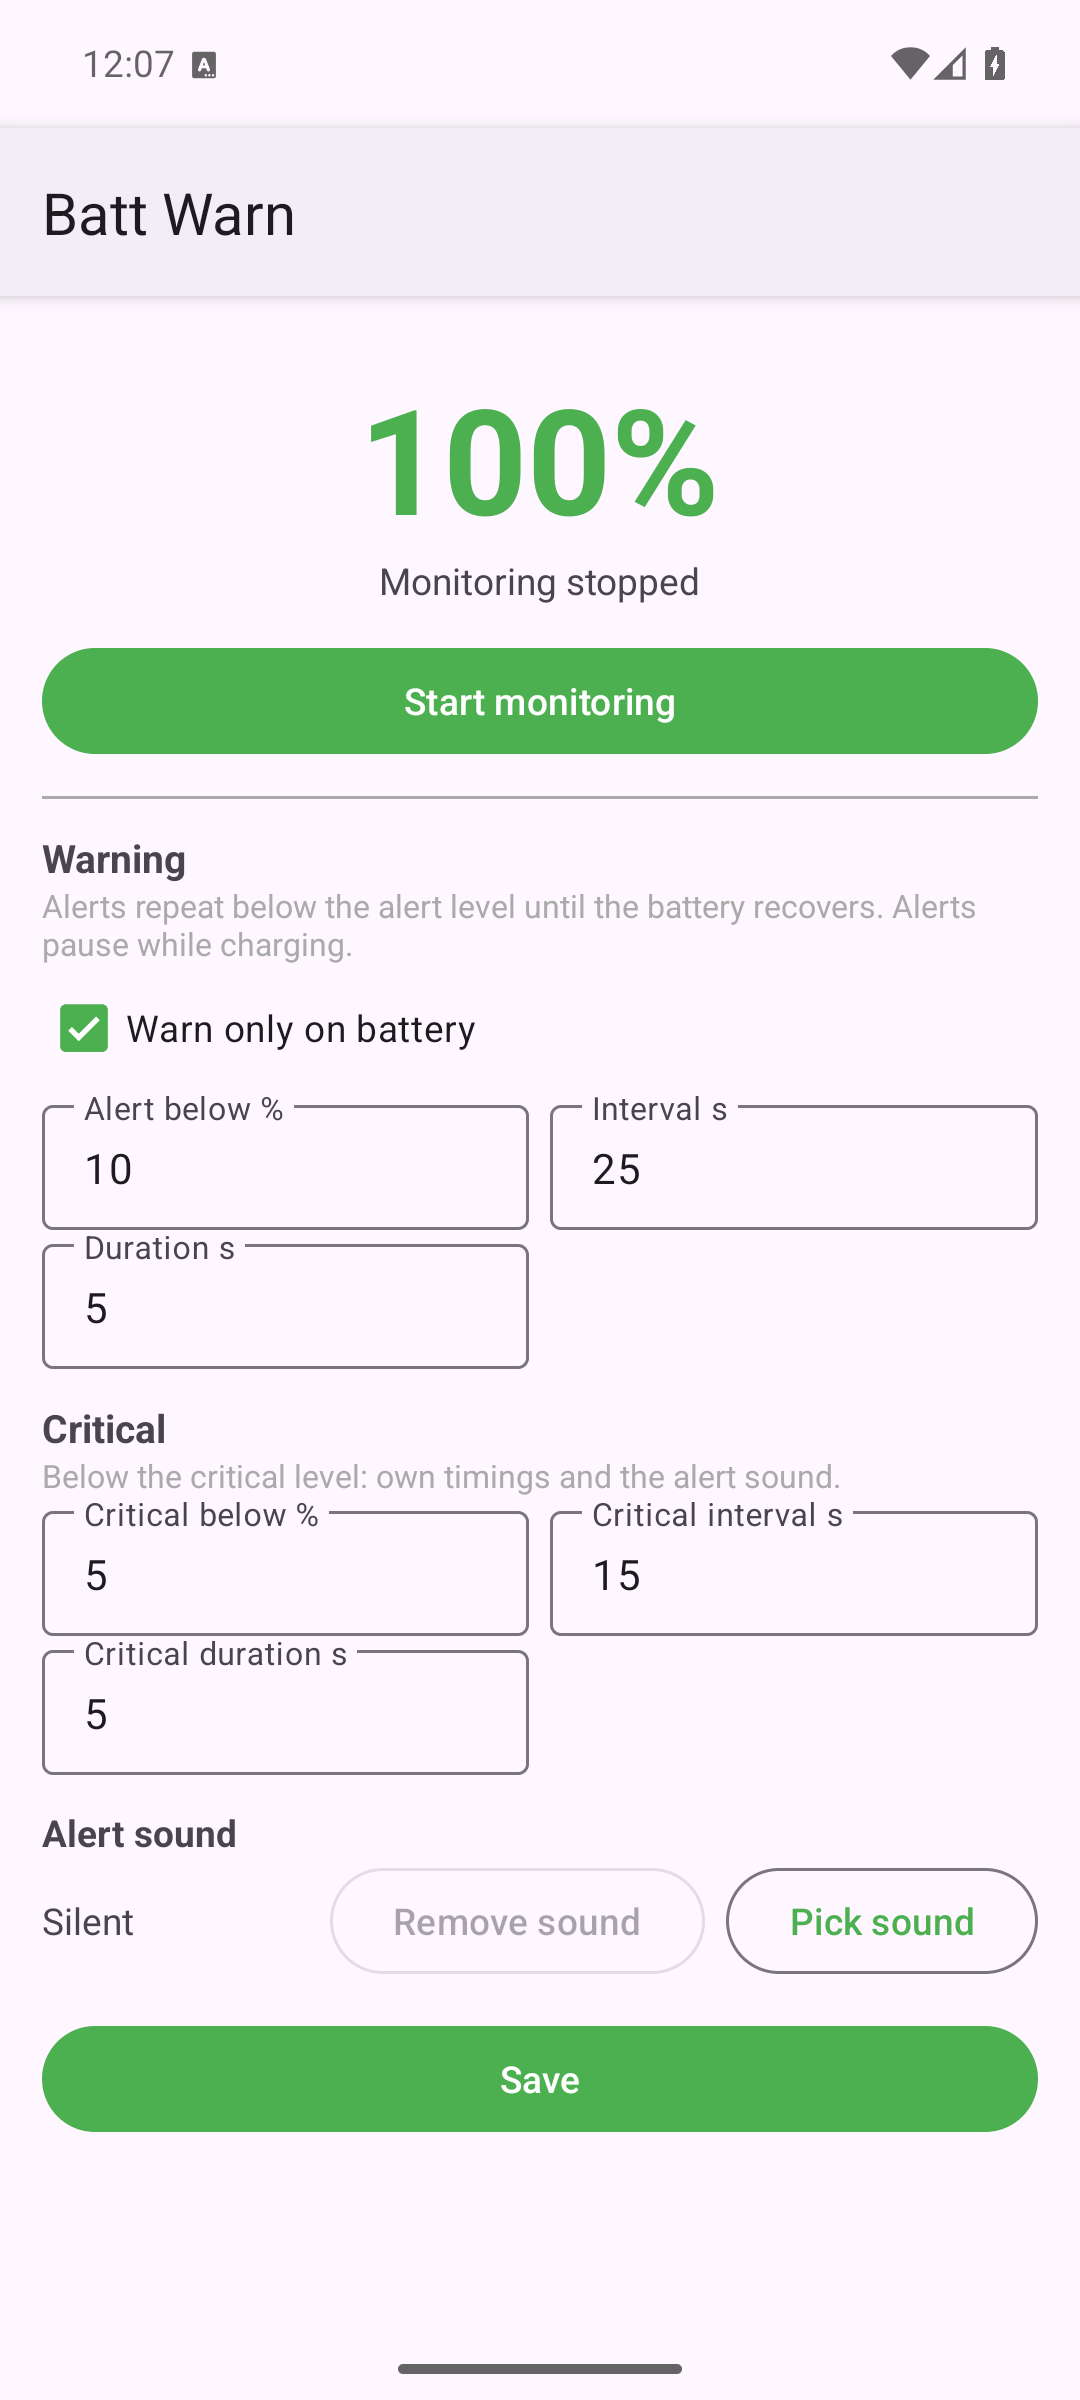 12:07
Batt Warn
100%
Monitoring stopped
Start monitoring
Warning
Alerts repeat below the alert level until the battery recovers. Alerts
pause while charging.
Warn only on battery
Alert below %
10
Interval s
25
Duration s
5
Critical
Below the critical level: own timings and the alert sound.
Critical below %
5
Critical interval s
15
Critical duration s
5
Alert sound
Silent
Remove sound
Pick sound
Save